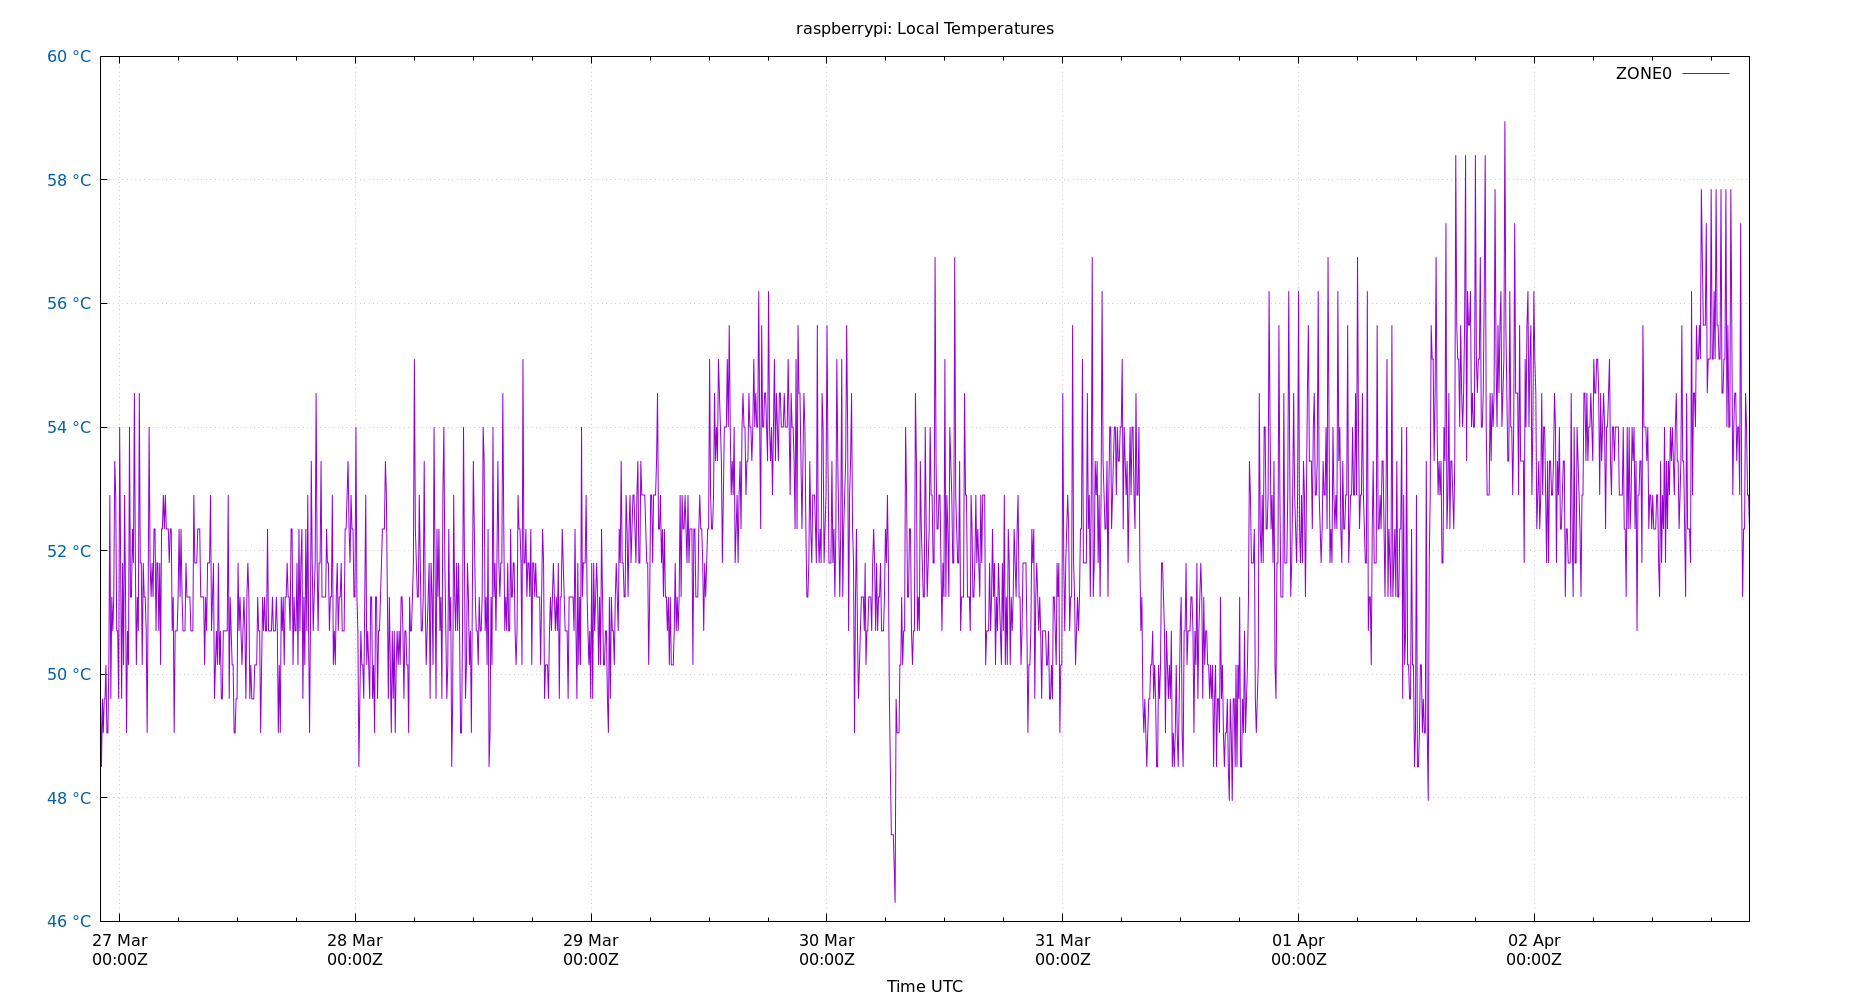 raspberrypi: Local Temperatures
60 °C
ZONE0
58 °C
56 °C
54 °C
52 °C
50 °C
48 °C
46 °C
27 Mar 28 Mar 29 Mar 30 Mar 31 Mar 01 Apr 02 Apr
00:00Z 00:00Z 00:00Z 00:00Z 00:00Z 00:00Z 00:00Z
Time UTC